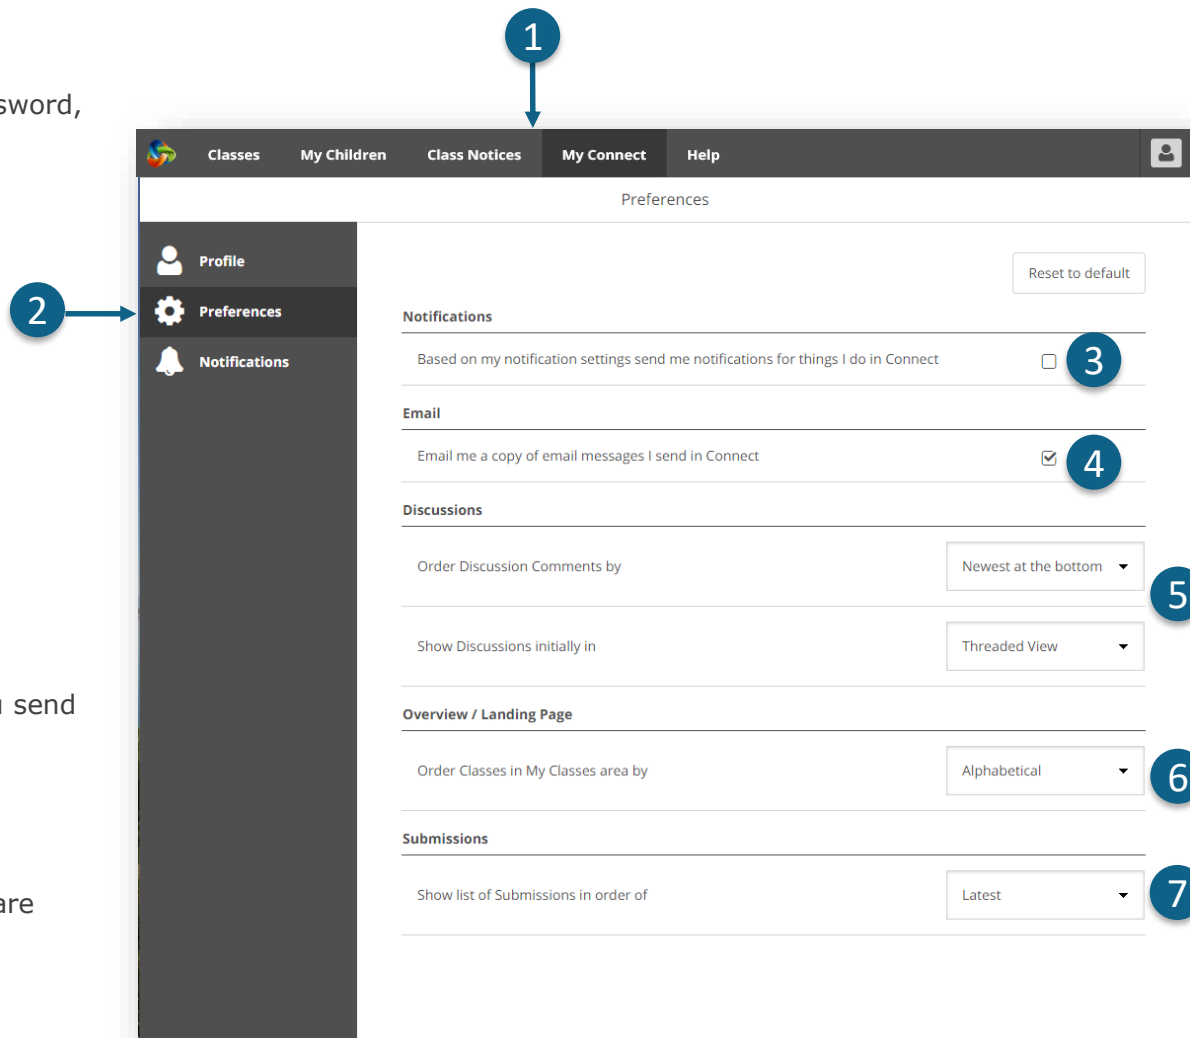 1
sword,
Classes My Children Class Notices My Connect Help
Preferences
Profile
Reset to default
2
Preferences
Notifications
Notifications
Based on my notification settings send me notifications for things I do in Connect
3
Email
Email me a copy of email messages I send in Connect
4
Discussions
Order Discussion Comments by
Newest at the bottom
5
Show Discussions initially in
Threaded View
send
Overview / Landing Page
Order Classes in My Classes area by
Alphabetical
6
Submissions
Show list of Submissions in order of
Latest
7
are